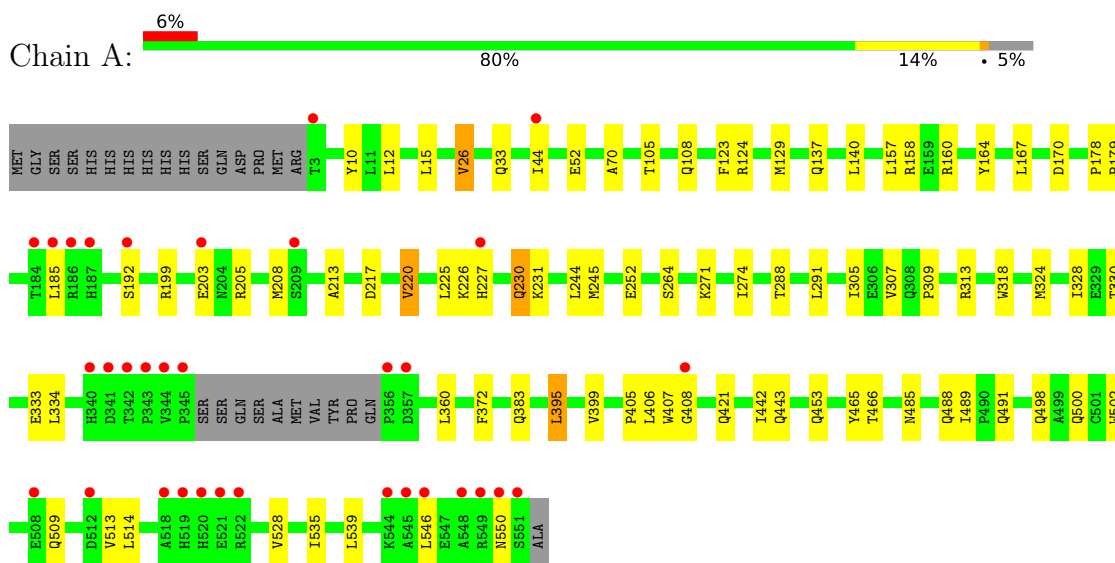 6%
Chain A:
80% 14% • 5%
MET GLY SER SER HIS HIS HIS HIS HIS HIS SER GLN ASP PRO MET ARG T3 Y10 L11 L12 L15 V26 Q33 I44 E52 A70 T105 Q108 F123 R124 M129 Q137 L140 L157 R158 E159 R160 Y164 L167 D170 P178 R179
T184 L185 R186 H187 S192 R199 E203 N204 R205 M208 S209 A213 D217 V220 L225 K226 H227 Q230 K231 L244 M245 E252 S264 K271 I274 T288 L291 I305 E306 V307 Q308 P309 R313 W318 M324 I328 E329 T330
E333 L334 H340 D341 T342 P343 V344 P345 SER SER GLN SER ALA MET VAL TYR PRO GLN P356 D357 L360 F372 Q383 L395 V399 P405 L406 W407 G408 Q421 I442 Q443 Q453 Y465 T466 N485 Q488 I489 P490 Q491 Q498 A499 Q500 C501 W502
E508 Q509 D512 V513 L514 A518 H519 H520 E521 R522 V528 I535 L539 K544 A545 L546 E547 A548 R549 N550 S551 ALA